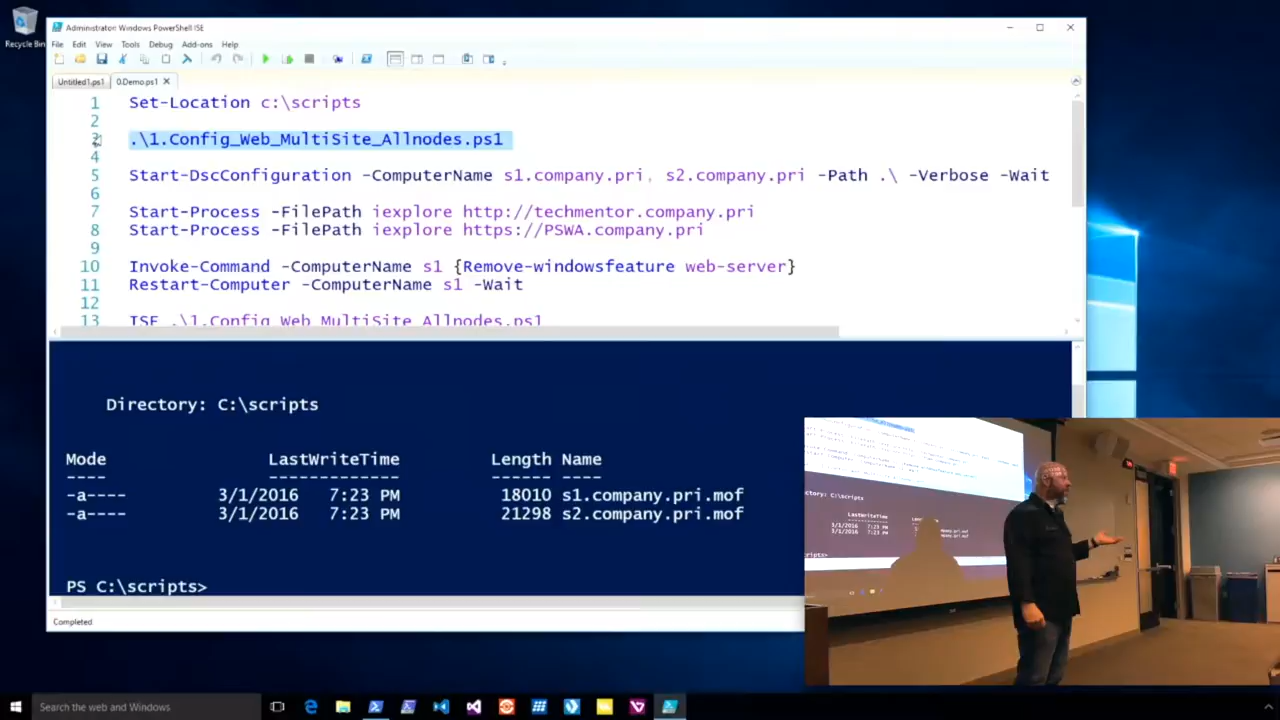 Recycle Bin
Administrator: Windows PowerShell ISE
File Edit View Tools Debug Add-ons Help
Untitled1.ps1 0.Demo.ps1
1 Set-Location c:\scripts
2
3 .\1.Config_Web_MultiSite_Allnodes.ps1
4
5 Start-DscConfiguration -ComputerName s1.company.pri, s2.company.pri -Path .\ -Verbose -Wait
6
7 Start-Process -FilePath iexplore http://techmentor.company.pri
8 Start-Process -FilePath iexplore https://PSWA.company.pri
9
10 Invoke-Command -ComputerName s1 {Remove-windowsfeature web-server}
11 Restart-Computer -ComputerName s1 -Wait
12
13 ISE .\1.Config_Web_MultiSite_Allnodes.ps1
Directory: C:\scripts
Mode LastWriteTime Length Name
---- ------------- ------ ----
-a---- 3/1/2016 7:23 PM 18010 s1.company.pri.mof
-a---- 3/1/2016 7:23 PM 21298 s2.company.pri.mof
PS C:\scripts>
Completed
Search the web and Windows